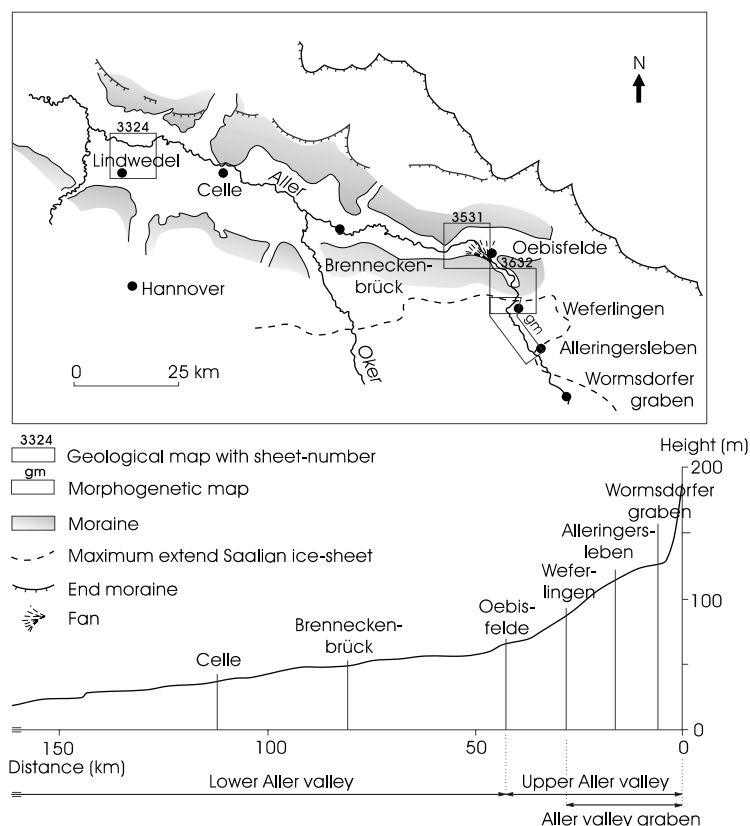 N
3324
Lindwedel
Celle
Aller
3531
Oebisfelde
3632
Brennecken-
brück
Hannover
Weferlingen
gm
Alleringersleben
Oker
Wormsdorfer
graben
0
25 km
3324
Geological map with sheet-number
gm
Morphogenetic map
Moraine
Maximum extend Saalian ice-sheet
End moraine
Fan
Height (m)
200
Wormsdorfer
graben
Alleringers-
leben
Wefer-
lingen
Oebis-
felde
100
Brennecken-
brück
Celle
0
150
100
50
0
Distance (km)
Lower Aller valley
Upper Aller valley
Aller valley graben